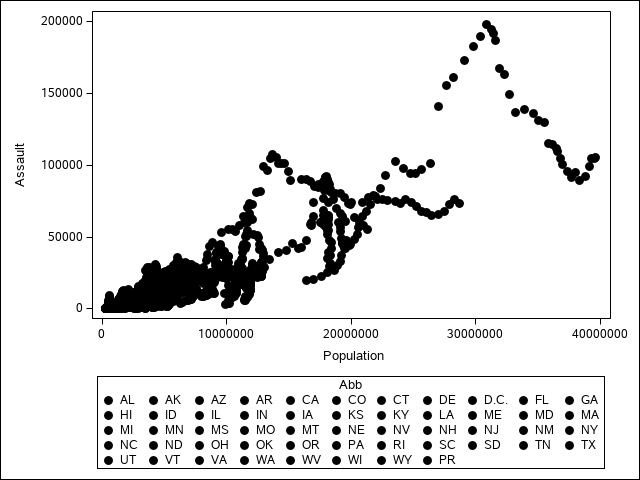 200000
150000
Assault
100000
50000
0
0 10000000 20000000 30000000 40000000
Population
Abb
AL AK AZ AR CA CO CT DE D.C. FL GA
HI ID IL IN IA KS KY LA ME MD MA
MI MN MS MO MT NE NV NH NJ NM NY
NC ND OH OK OR PA RI SC SD TN TX
UT VT VA WA WV WI WY PR